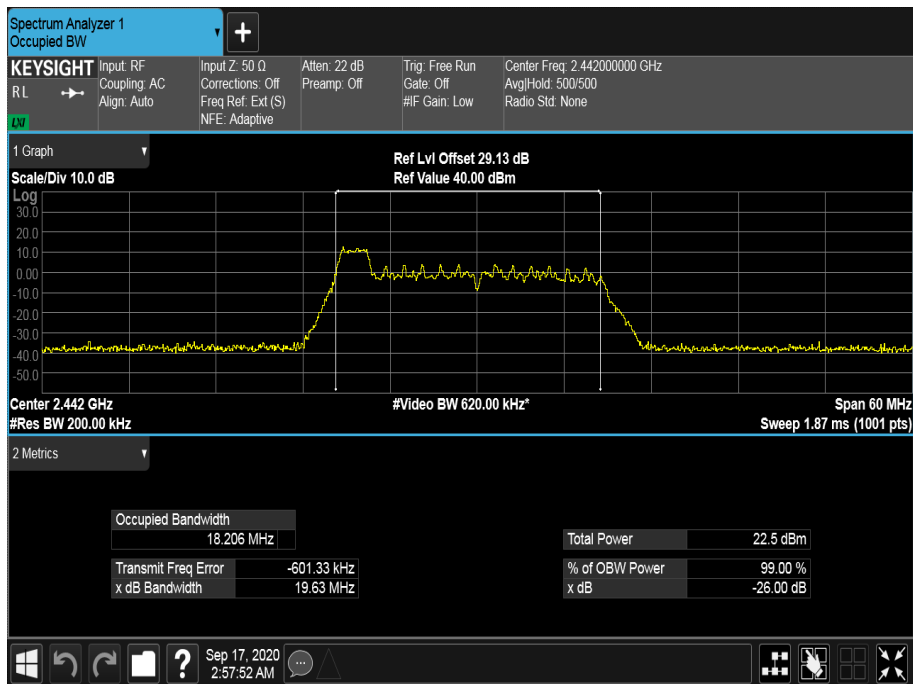 Spectrum Analyzer 1
Occupied BW
+
KEYSIGHT
RL
LXI
Input: RF
Coupling: AC
Align: Auto
Input Z: 50 Ω
Corrections: Off
Freq Ref: Ext (S)
NFE: Adaptive
Atten: 22 dB
Preamp: Off
Trig: Free Run
Gate: Off
#IF Gain: Low
Center Freq: 2.442000000 GHz
Avg|Hold: 500/500
Radio Std: None
1 Graph
Scale/Div 10.0 dB
Ref Lvl Offset 29.13 dB
Ref Value 40.00 dBm
Log
30.0
20.0
10.0
0.00
-10.0
-20.0
-30.0
-40.0
-50.0
Center 2.442 GHz
#Video BW 620.00 kHz*
Span 60 MHz
#Res BW 200.00 kHz
Sweep 1.87 ms (1001 pts)
2 Metrics
Occupied Bandwidth
18.206 MHz
Total Power 22.5 dBm
Transmit Freq Error -601.33 kHz
% of OBW Power 99.00 %
x dB Bandwidth 19.63 MHz
x dB -26.00 dB
?
Sep 17, 2020
2:57:52 AM